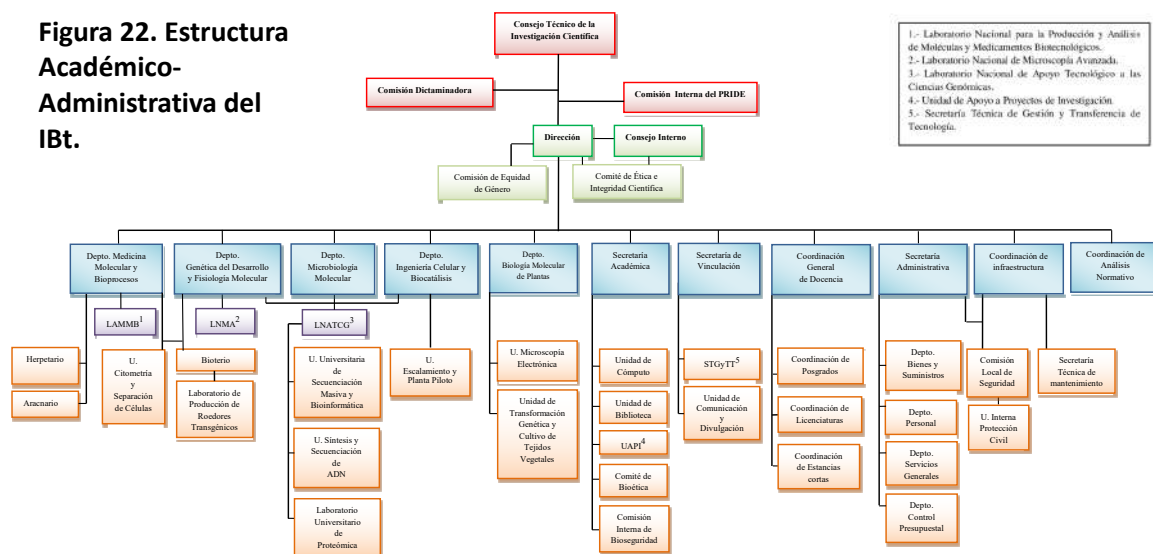 Figura 22. Estructura
Académico-
Administrativa del
IBt.
Consejo Técnico de la
Investigación Científica
1.- Laboratorio Nacional para la Producción y Análisis
de Moléculas y Medicamentos Biotecnológicos.
2.- Laboratorio Nacional de Microscopía Avanzada.
3.- Laboratorio Nacional de Apoyo Tecnológico a las
Ciencias Genómicas.
4.- Unidad de Apoyo a Proyectos de Investigación.
5.- Secretaría Técnica de Gestión y Transferencia de
Tecnología.
Comisión Dictaminadora
Comisión Interna del PRIDE
Dirección
Consejo Interno
Comisión de Equidad
de Género
Comité de Ética e
Integridad Científica
Depto. Medicina
Molecular y
Bioprocesos
Depto.
Genética del Desarrollo
y Fisiología Molecular
Depto.
Microbiología
Molecular
Depto.
Ingeniería Celular y
Biocatálisis
Depto.
Biología Molecular
de Plantas
Secretaría
Académica
Secretaría de
Vinculación
Coordinación
General
de Docencia
Secretaría
Administrativa
Coordinación de
infraestructura
Coordinación de
Análisis
Normativo
LAMMB1
LNMA2
LNATCG3
Herpetario
Aracnario
U.
Citometría y
Separación
de Células
Bioterio
Laboratorio de
Producción de
Roedores
Transgénicos
U. Universitaria
de
Secuenciación
Masiva y
Bioinformática
U. Síntesis y
Secuenciación
de
ADN
Laboratorio
Universitario
de
Proteómica
U.
Escalamiento y
Planta Piloto
U. Microscopía
Electrónica
Unidad de
Transformación
Genética y
Cultivo de
Tejidos
Vegetales
Unidad de
Cómputo
Unidad de
Biblioteca
UAPI4
Comité de
Bioética
Comisión
Interna de
Bioseguridad
STGyTT5
Unidad de
Comunicación y
Divulgación
Coordinación de
Posgrados
Coordinación de
Licenciaturas
Coordinación
de Estancias
cortas
Depto.
Bienes y
Suministros
Depto.
Personal
Depto.
Servicios
Generales
Depto.
Control
Presupuestal
Comisión
Local de
Seguridad
U. Interna
Protección
Civil
Secretaría
Técnica de
mantenimiento